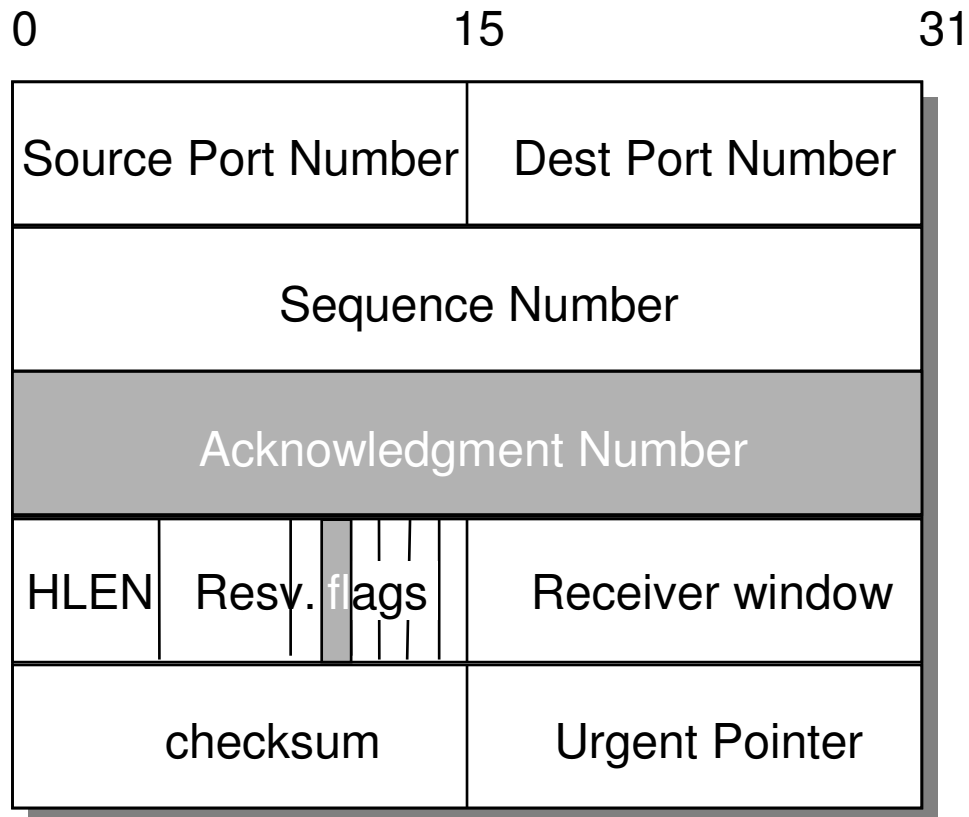 0 15 31
Source Port Number Dest Port Number
Sequence Number
Acknowledgment Number
HLEN Resv. flags Receiver window
checksum Urgent Pointer